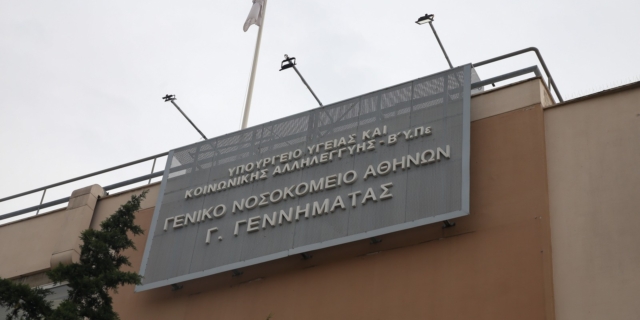 ΥΠΟΥΡΓΕΙΟ ΥΓΕΙΑΣ ΚΑΙ
ΚΟΙΝΩΝΙΚΗΣ ΑΛΛΗΛΕΓΓΥΗΣ - Β΄Υ.Πε
ΓΕΝΙΚΟ ΝΟΣΟΚΟΜΕΙΟ ΑΘΗΝΩΝ
Γ. ΓΕΝΝΗΜΑΤΑΣ